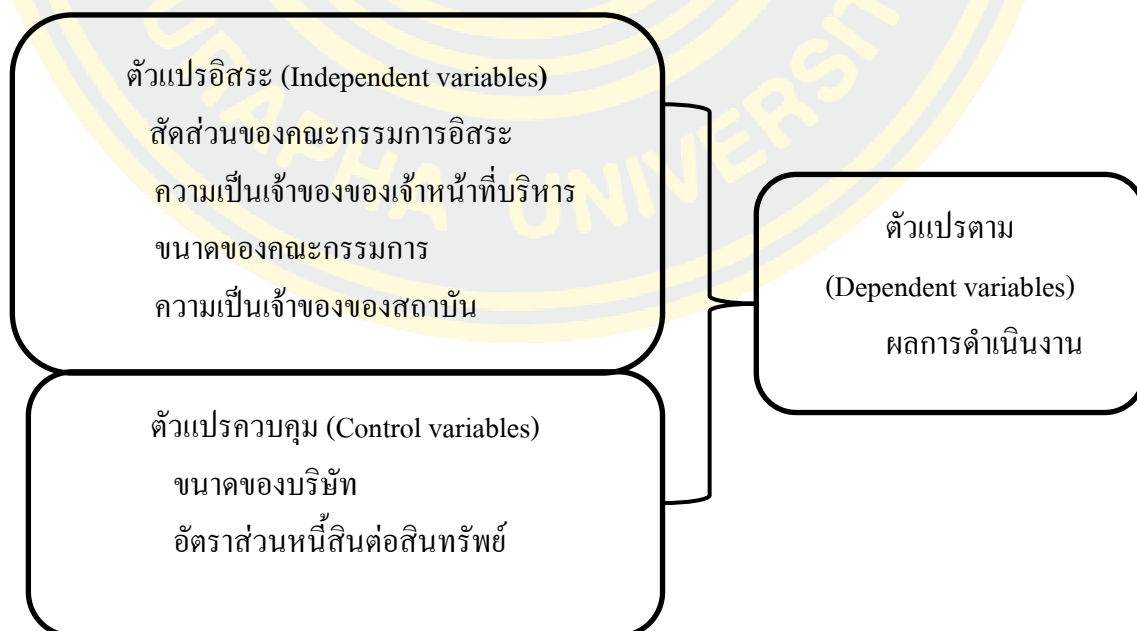 ตัวแปรอิสระ (Independent variables)
สัดส่วนของคณะกรรมการอิสระ
ความเป็นเจ้าของของเจ้าหน้าที่บริหาร
ขนาดของคณะกรรมการ
ความเป็นเจ้าของของสถาบัน
ตัวแปรตาม
(Dependent variables)
ผลการดำเนินงาน
ตัวแปรควบคุม (Control variables)
ขนาดของบริษัท
อัตราส่วนหนี้สินต่อสินทรัพย์
URAPHA UNIVERSIT